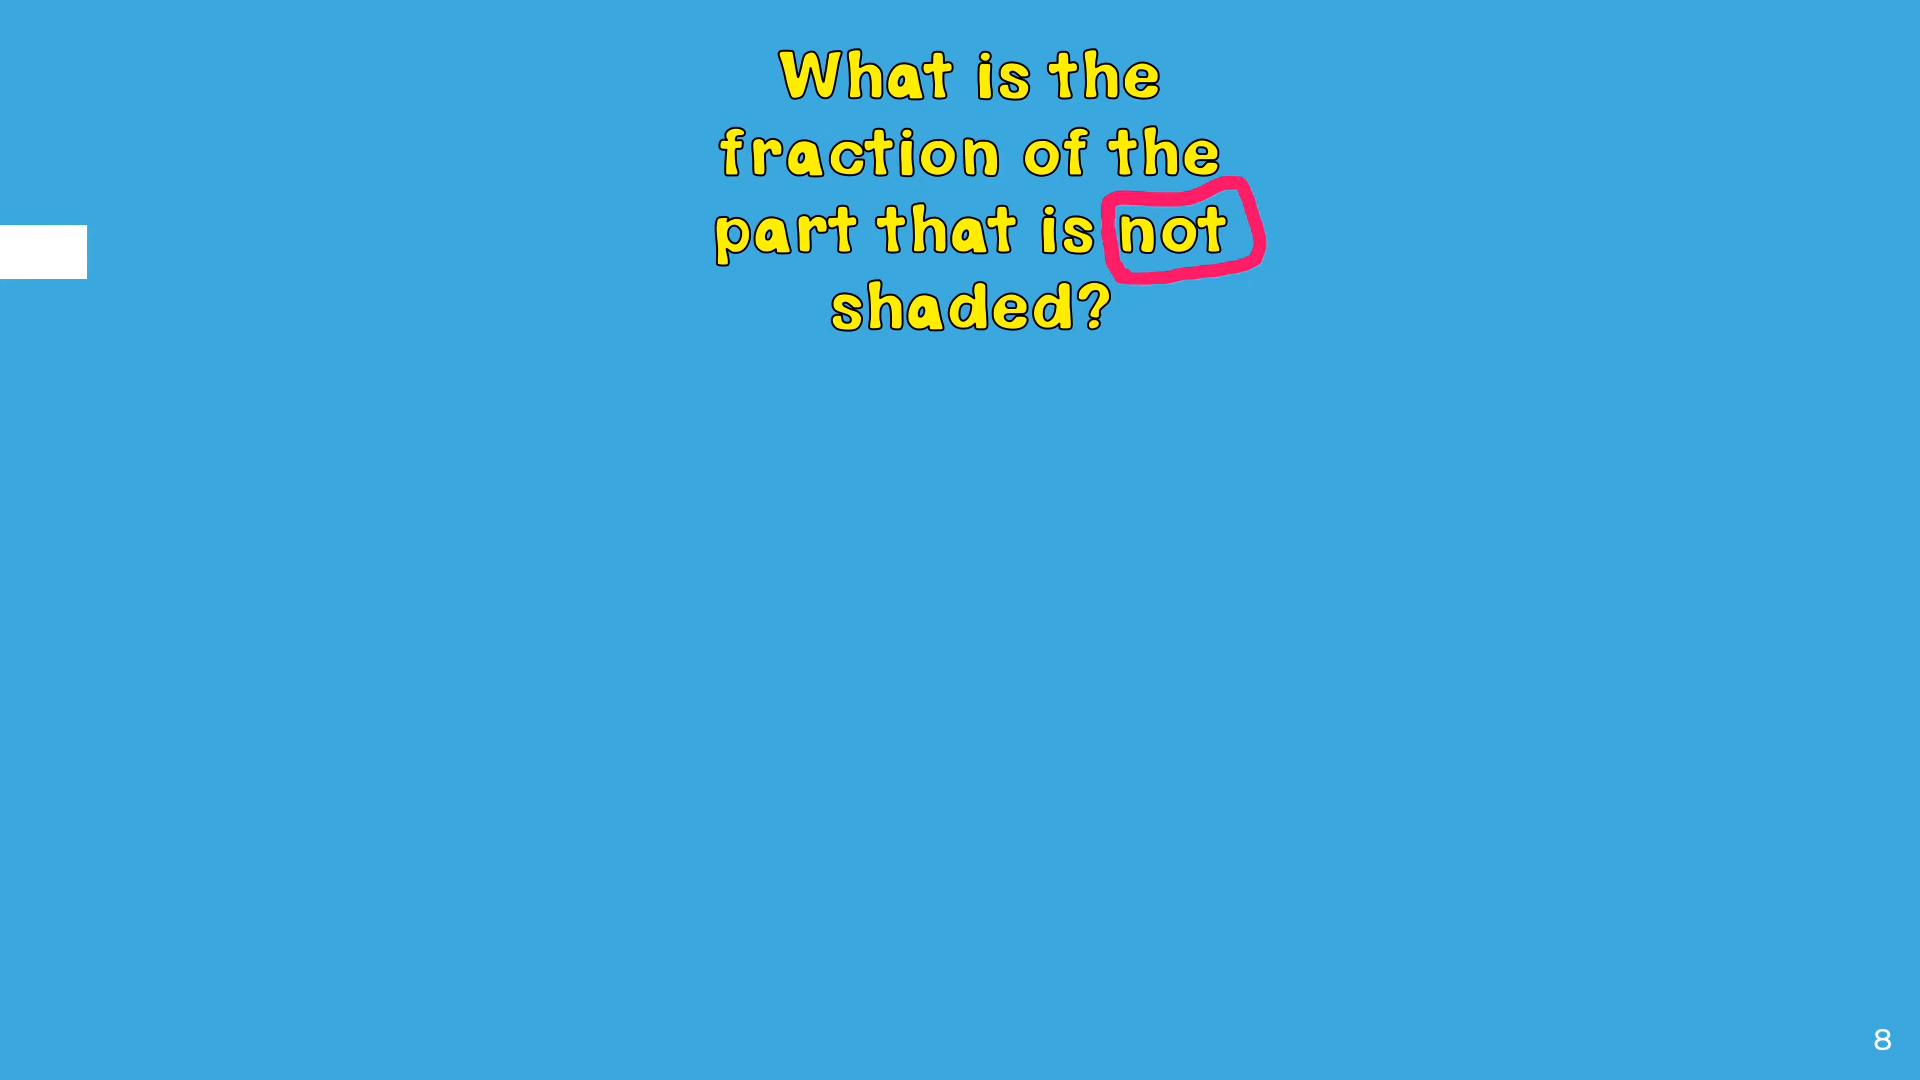 What is the
fraction of the
part that is not
shaded?
8